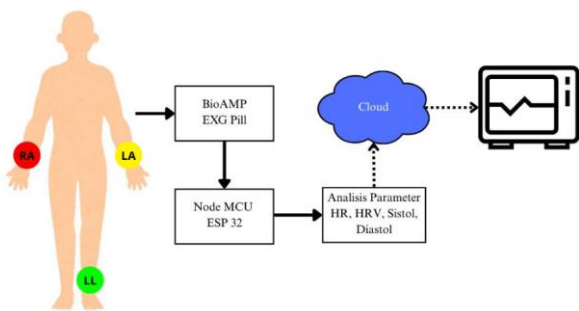 RA
LA
LL
BioAMP
EXG Pill
Node MCU
ESP 32
Analisis Parameter
HR, HRV, Sistol,
Diastol
Cloud